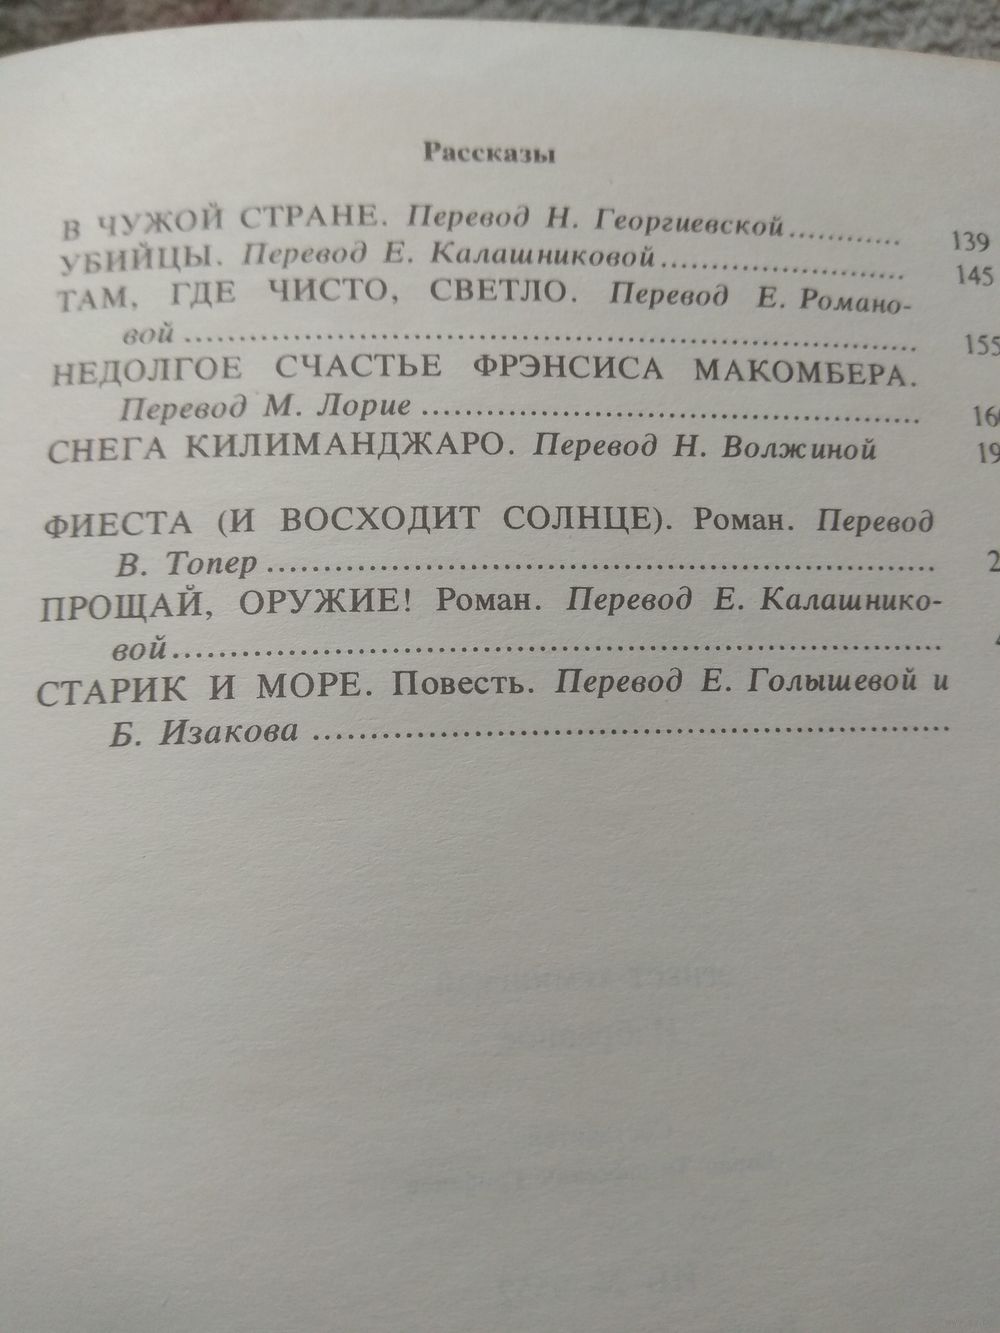 Рассказы
В ЧУЖОЙ СТРАНЕ. Перевод Н. Георгиевской............ 139
УБИЙЦЫ. Перевод Е. Калашниковой......................... 145
ТАМ, ГДЕ ЧИСТО, СВЕТЛО. Перевод Е. Романо-
вой ................................................................ 155
НЕДОЛГОЕ СЧАСТЬЕ ФРЭНСИСА МАКОМБЕРА.
Перевод М. Лорие ................................................
СНЕГА КИЛИМАНДЖАРО. Перевод Н. Волжиной
ФИЕСТА (И ВОСХОДИТ СОЛНЦЕ). Роман. Перевод
В. Топер ................................................................
ПРОЩАЙ, ОРУЖИЕ! Роман. Перевод Е. Калашнико-
вой................................................................
СТАРИК И МОРЕ. Повесть. Перевод Е. Голышевой и
Б. Изакова ................................................................